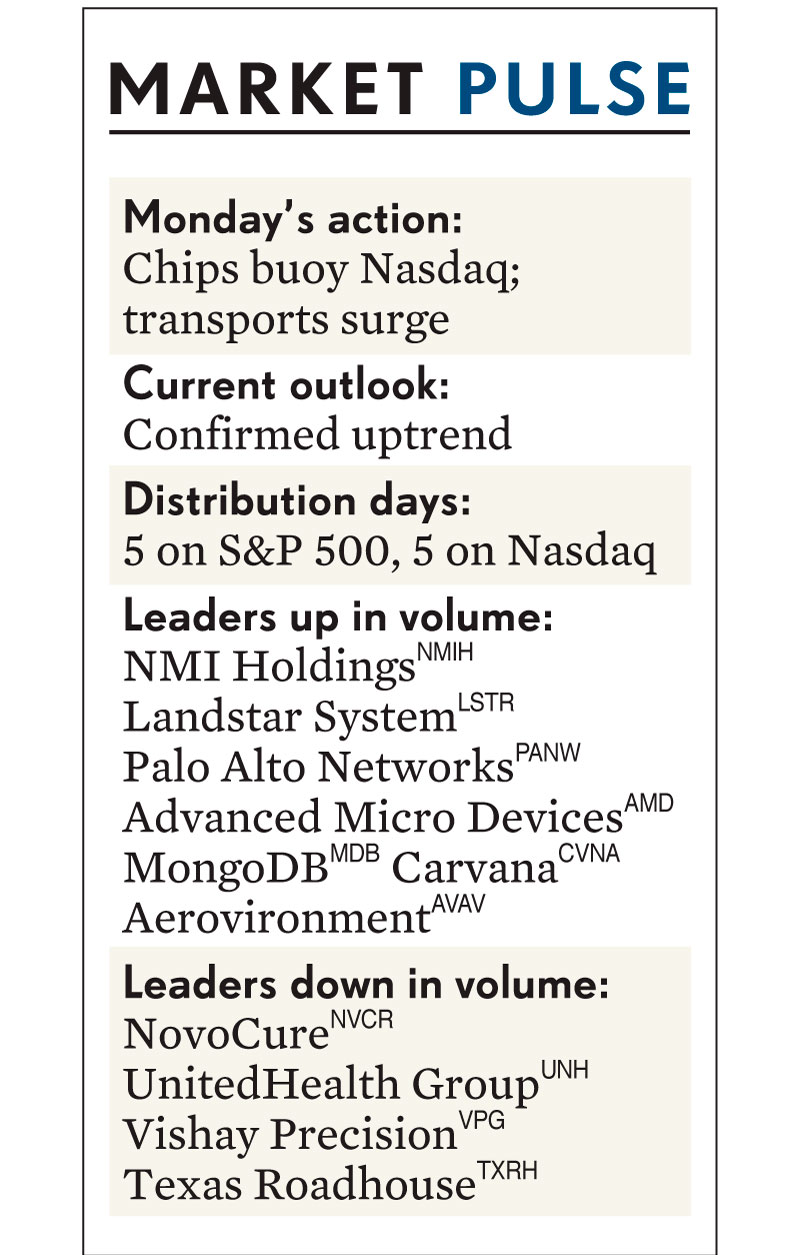 MARKET PULSE
Monday’s action:
Chips buoy Nasdaq;
transports surge
Current outlook:
Confirmed uptrend
Distribution days:
5 on S&P 500, 5 on Nasdaq
Leaders up in volume:
NMI Holdings NMIH
Landstar System LSTR
Palo Alto Networks PANW
Advanced Micro Devices AMD
MongoDB MDB Carvana CVNA
Aerovironment AVAV
Leaders down in volume:
NovoCure NVCR
UnitedHealth Group UNH
Vishay Precision VPG
Texas Roadhouse TXRH